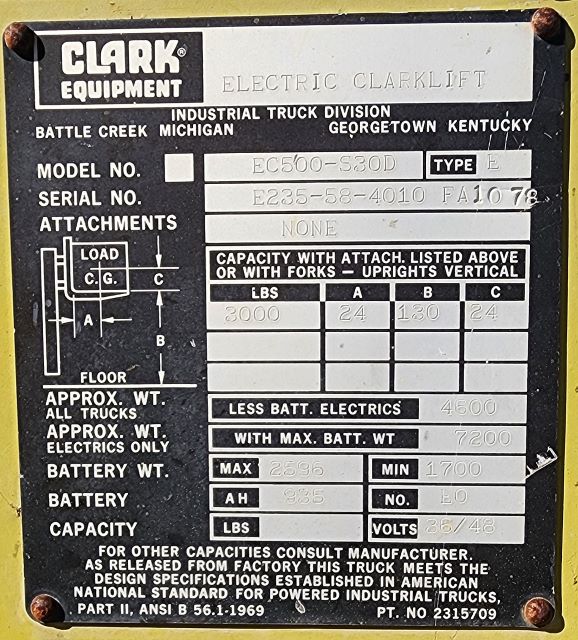 CLARK®
EQUIPMENT
ELECTRIC CLARKLIFT
INDUSTRIAL TRUCK DIVISION
BATTLE CREEK MICHIGAN GEORGETOWN KENTUCKY
MODEL NO. EC500-S30D TYPE E
SERIAL NO. E235-58-4010 FA 10 78
ATTACHMENTS NONE
LOAD
C.G.
C
A
B
FLOOR
CAPACITY WITH ATTACH. LISTED ABOVE
OR WITH FORKS – UPRIGHTS VERTICAL
LBS A B C
3000 24 130 24
APPROX. WT.
ALL TRUCKS
LESS BATT. ELECTRICS 4600
APPROX. WT.
ELECTRICS ONLY
WITH MAX. BATT. WT 7200
BATTERY WT. MAX 2596 MIN 1700
BATTERY AH 935 NO.
CAPACITY LBS VOLTS 36/48
FOR OTHER CAPACITIES CONSULT MANUFACTURER.
AS RELEASED FROM FACTORY THIS TRUCK MEETS THE
DESIGN SPECIFICATIONS ESTABLISHED IN AMERICAN
NATIONAL STANDARD FOR POWERED INDUSTRIAL TRUCKS,
PART II, ANSI B 56.1-1969 PT. NO 2315709